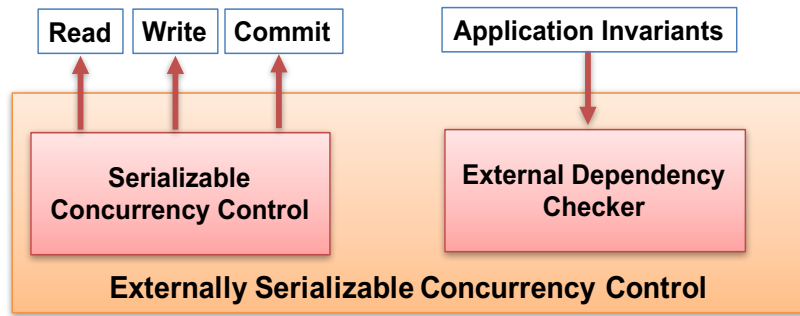 Read Write Commit Application Invariants
Serializable
Concurrency Control
External Dependency
Checker
Externally Serializable Concurrency Control